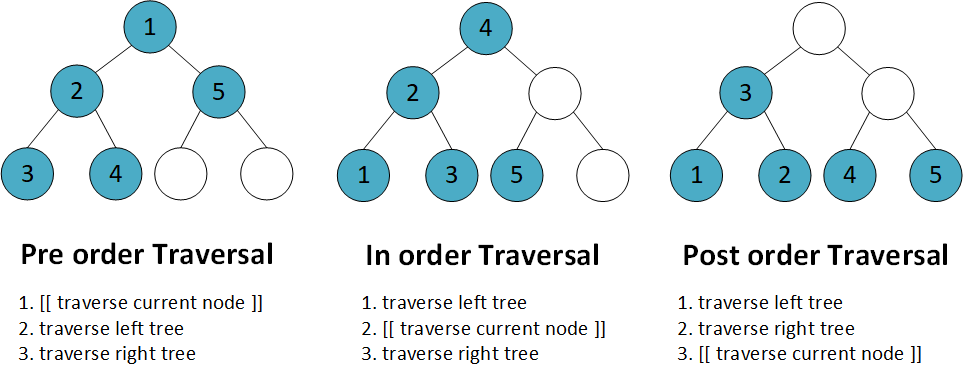 1
2
5
3
4
Pre order Traversal
1. [[ traverse current node ]]
2. traverse left tree
3. traverse right tree
4
2
1
3
5
In order Traversal
1. traverse left tree
2. [[ traverse current node ]]
3. traverse right tree
3
1
2
4
5
Post order Traversal
1. traverse left tree
2. traverse right tree
3. [[ traverse current node ]]